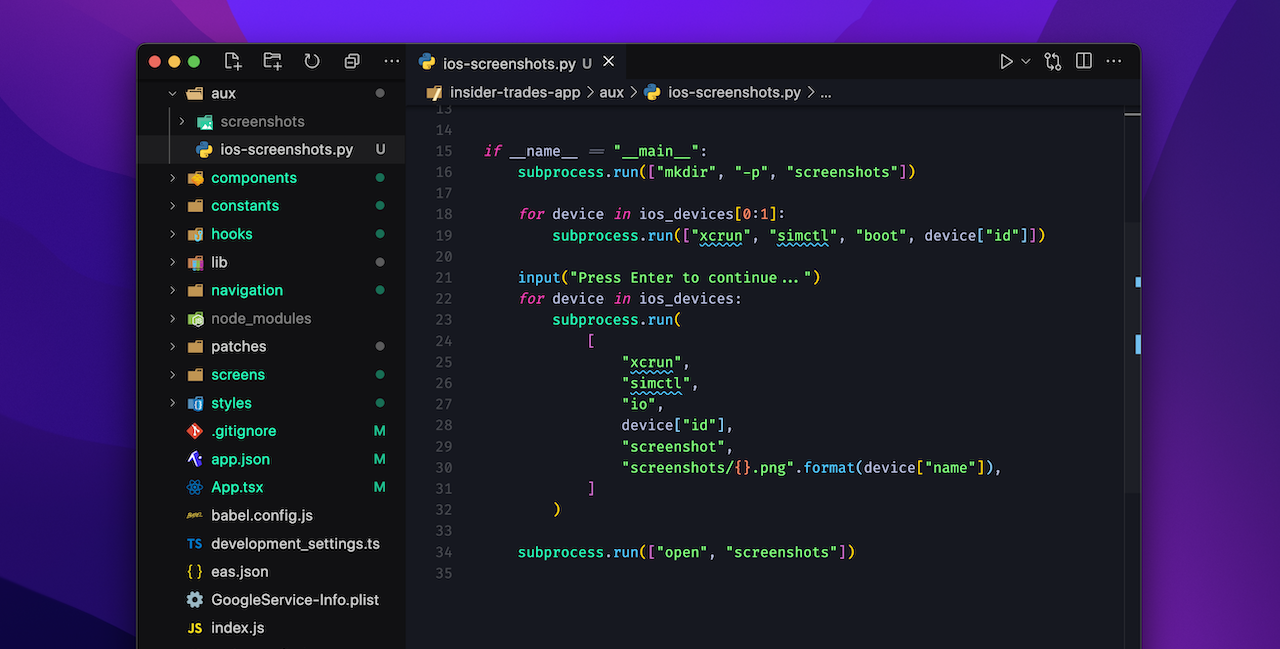 ios-screenshots.py U
insider-trades-app > aux > ios-screenshots.py > ...
aux
screenshots
ios-screenshots.py U
components
constants
hooks
lib
navigation
node_modules
patches
screens
styles
.gitignore M
app.json M
App.tsx M
babel.config.js
TS development_settings.ts
{} eas.json
GoogleService-Info.plist
JS index.js
13
14
15 if __name__ == "__main__":
16 subprocess.run(["mkdir", "-p", "screenshots"])
17
18 for device in ios_devices[0:1]:
19 subprocess.run(["xcrun", "simctl", "boot", device["id"]])
20
21 input("Press Enter to continue...")
22 for device in ios_devices:
23 subprocess.run(
24 [
25 "xcrun",
26 "simctl",
27 "io",
28 device["id"],
29 "screenshot",
30 "screenshots/{}.png".format(device["name"]),
31 ]
32 )
33
34 subprocess.run(["open", "screenshots"])
35